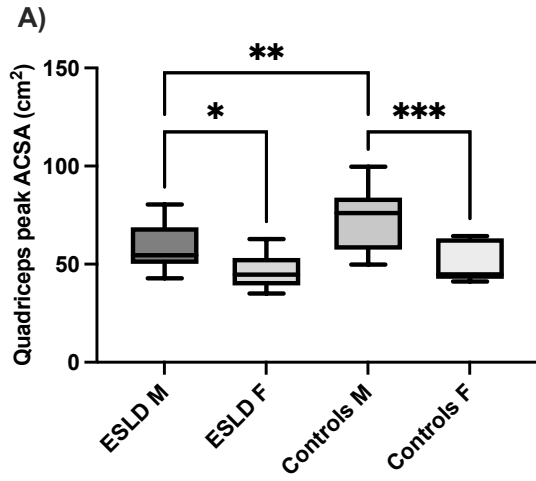 A)
**
*
***
Quadriceps peak ACSA (cm²)
150
100
50
0
ESLD M
ESLD F
Controls M
Controls F